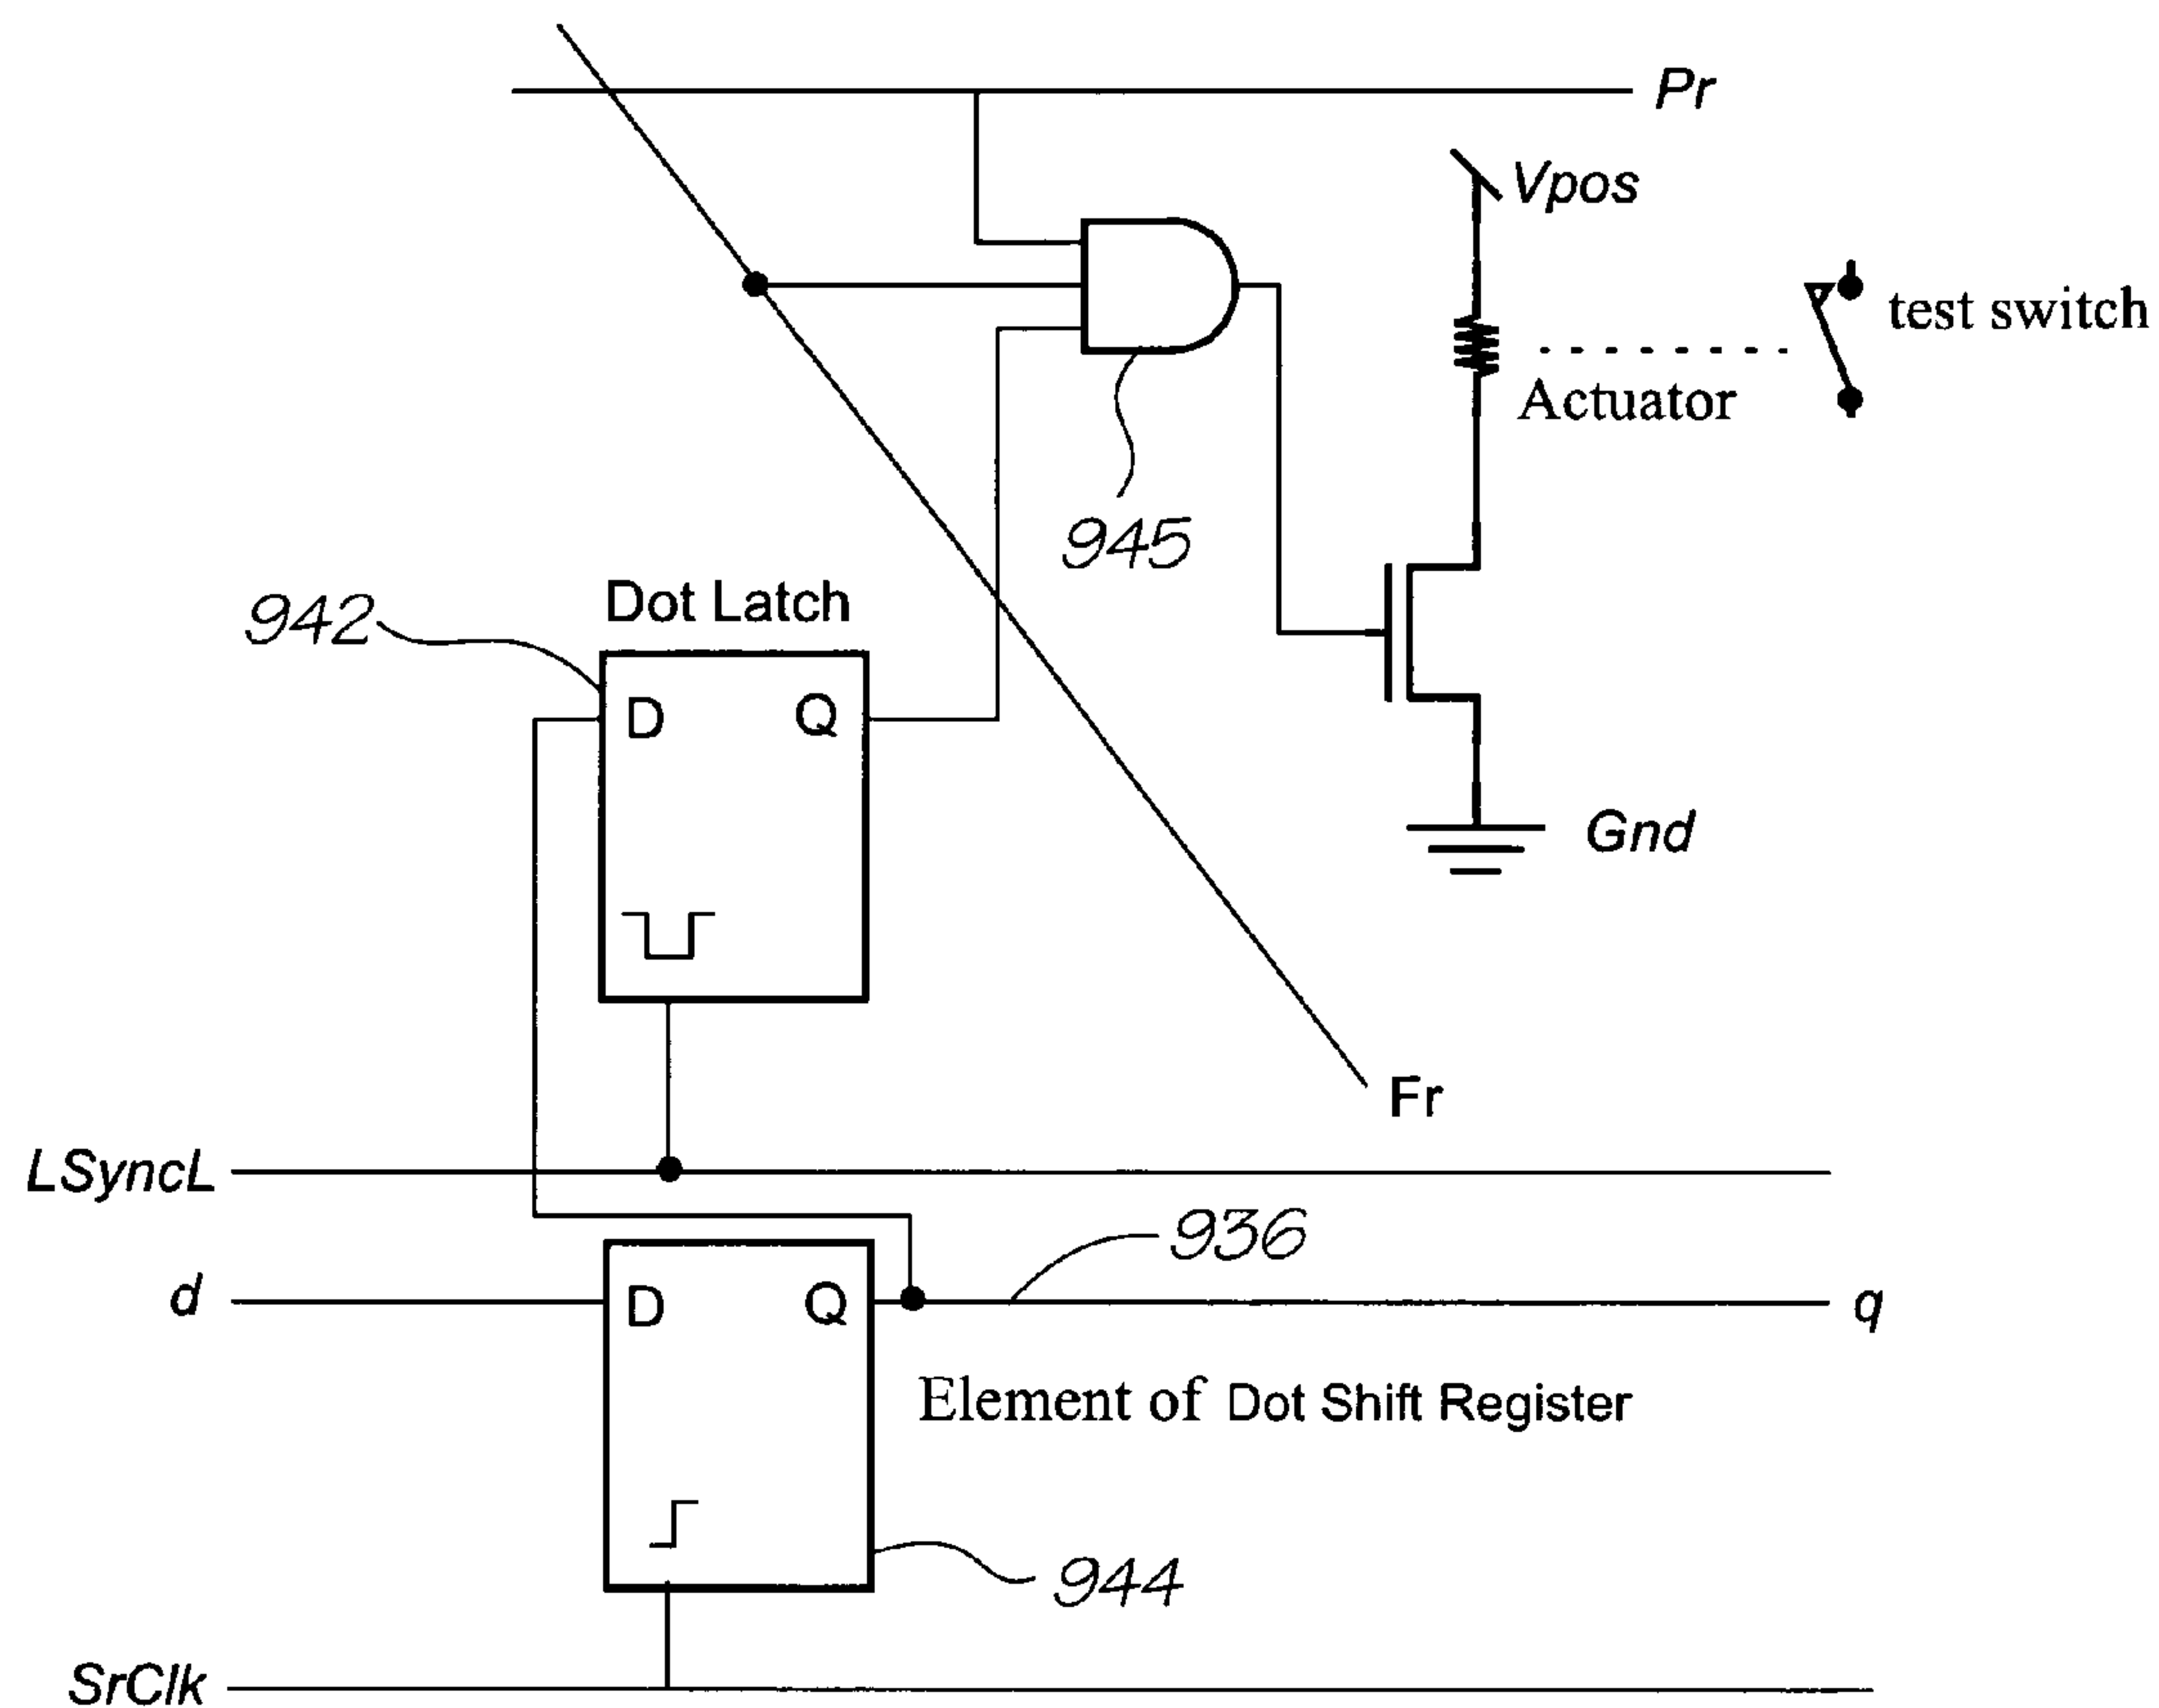 Pr
Vpos
test switch
Actuator
945
Dot Latch
942
D Q
Gnd
Fr
LSyncL
936
d D Q q
Element of Dot Shift Register
944
SrClk